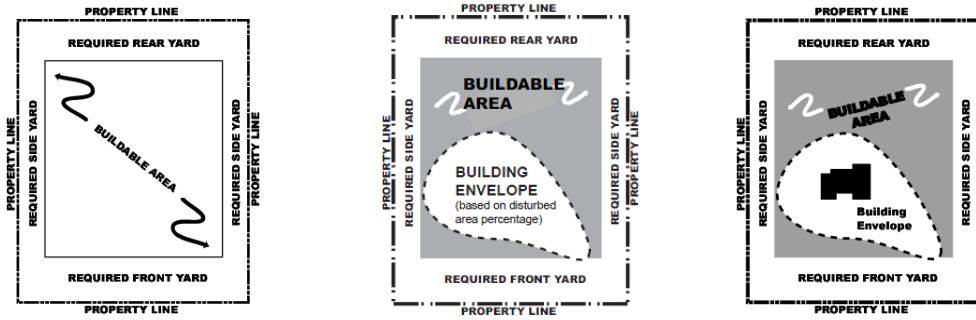 PROPERTY LINE
REQUIRED REAR YARD
PROPERTY LINE
REQUIRED SIDE YARD
BUILDABLE AREA
REQUIRED SIDE YARD
PROPERTY LINE
REQUIRED FRONT YARD
PROPERTY LINE
PROPERTY LINE
REQUIRED REAR YARD
BUILDABLE
AREA
PROPERTY LINE
REQUIRED SIDE YARD
BUILDING
ENVELOPE
(based on disturbed
area percentage)
REQUIRED SIDE YARD
PROPERTY LINE
REQUIRED FRONT YARD
PROPERTY LINE
PROPERTY LINE
REQUIRED REAR YARD
BUILDABLE
AREA
PROPERTY LINE
REQUIRED SIDE YARD
Building
Envelope
REQUIRED SIDE YARD
PROPERTY LINE
REQUIRED FRONT YARD
PROPERTY LINE